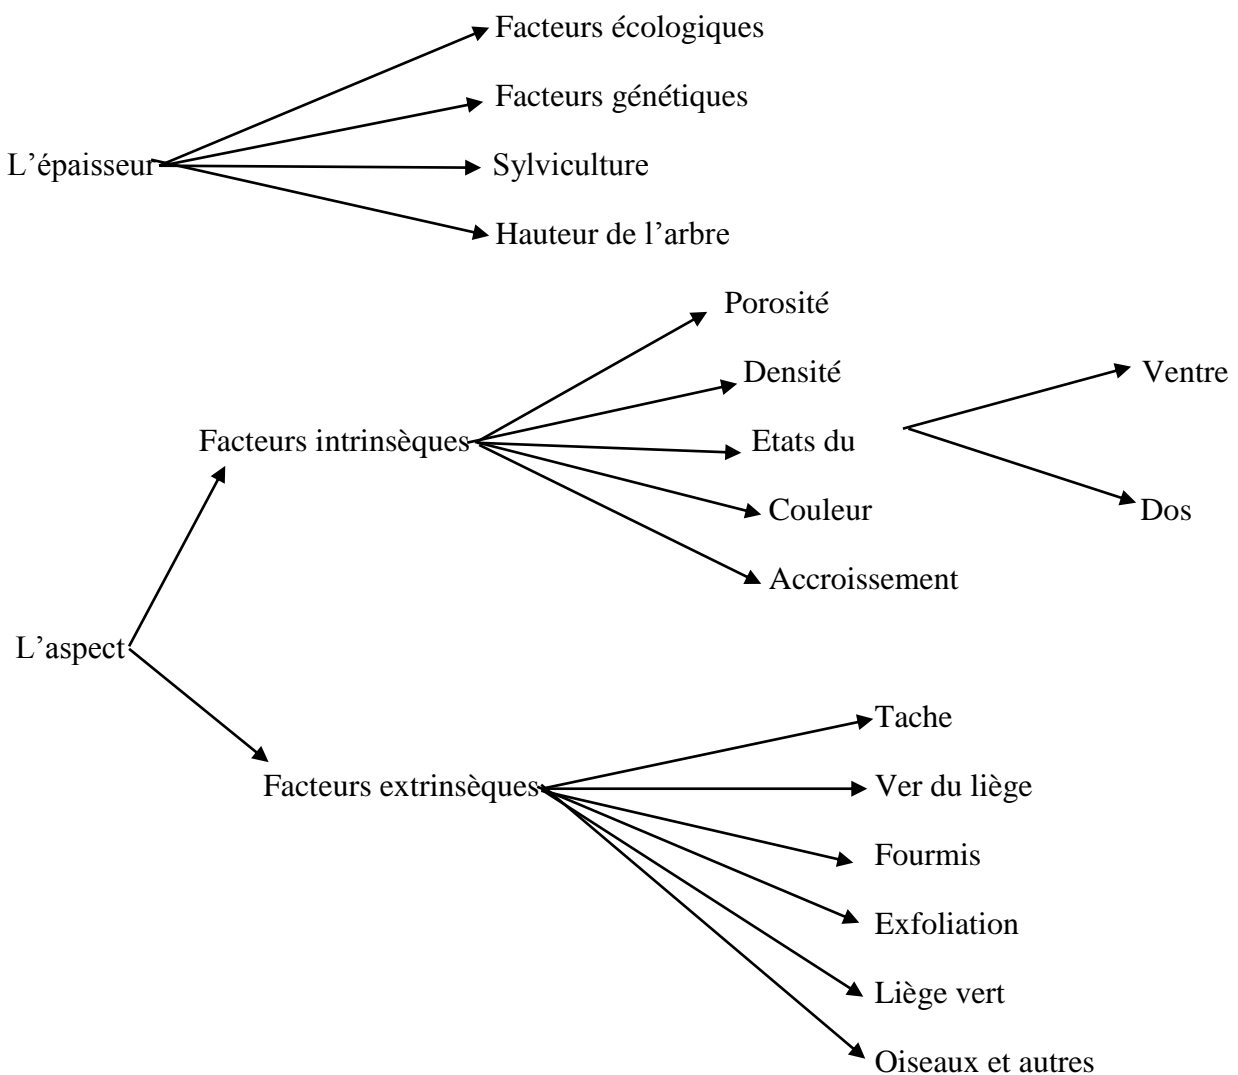 Facteurs écologiques
Facteurs génétiques
L’épaisseur
Sylviculture
Hauteur de l’arbre
Porosité
Densité
Ventre
Facteurs intrinsèques
Etats du
Couleur
Dos
Accroissement
L’aspect
Tache
Facteurs extrinsèques
Ver du liège
Fourmis
Exfoliation
Liège vert
Oiseaux et autres